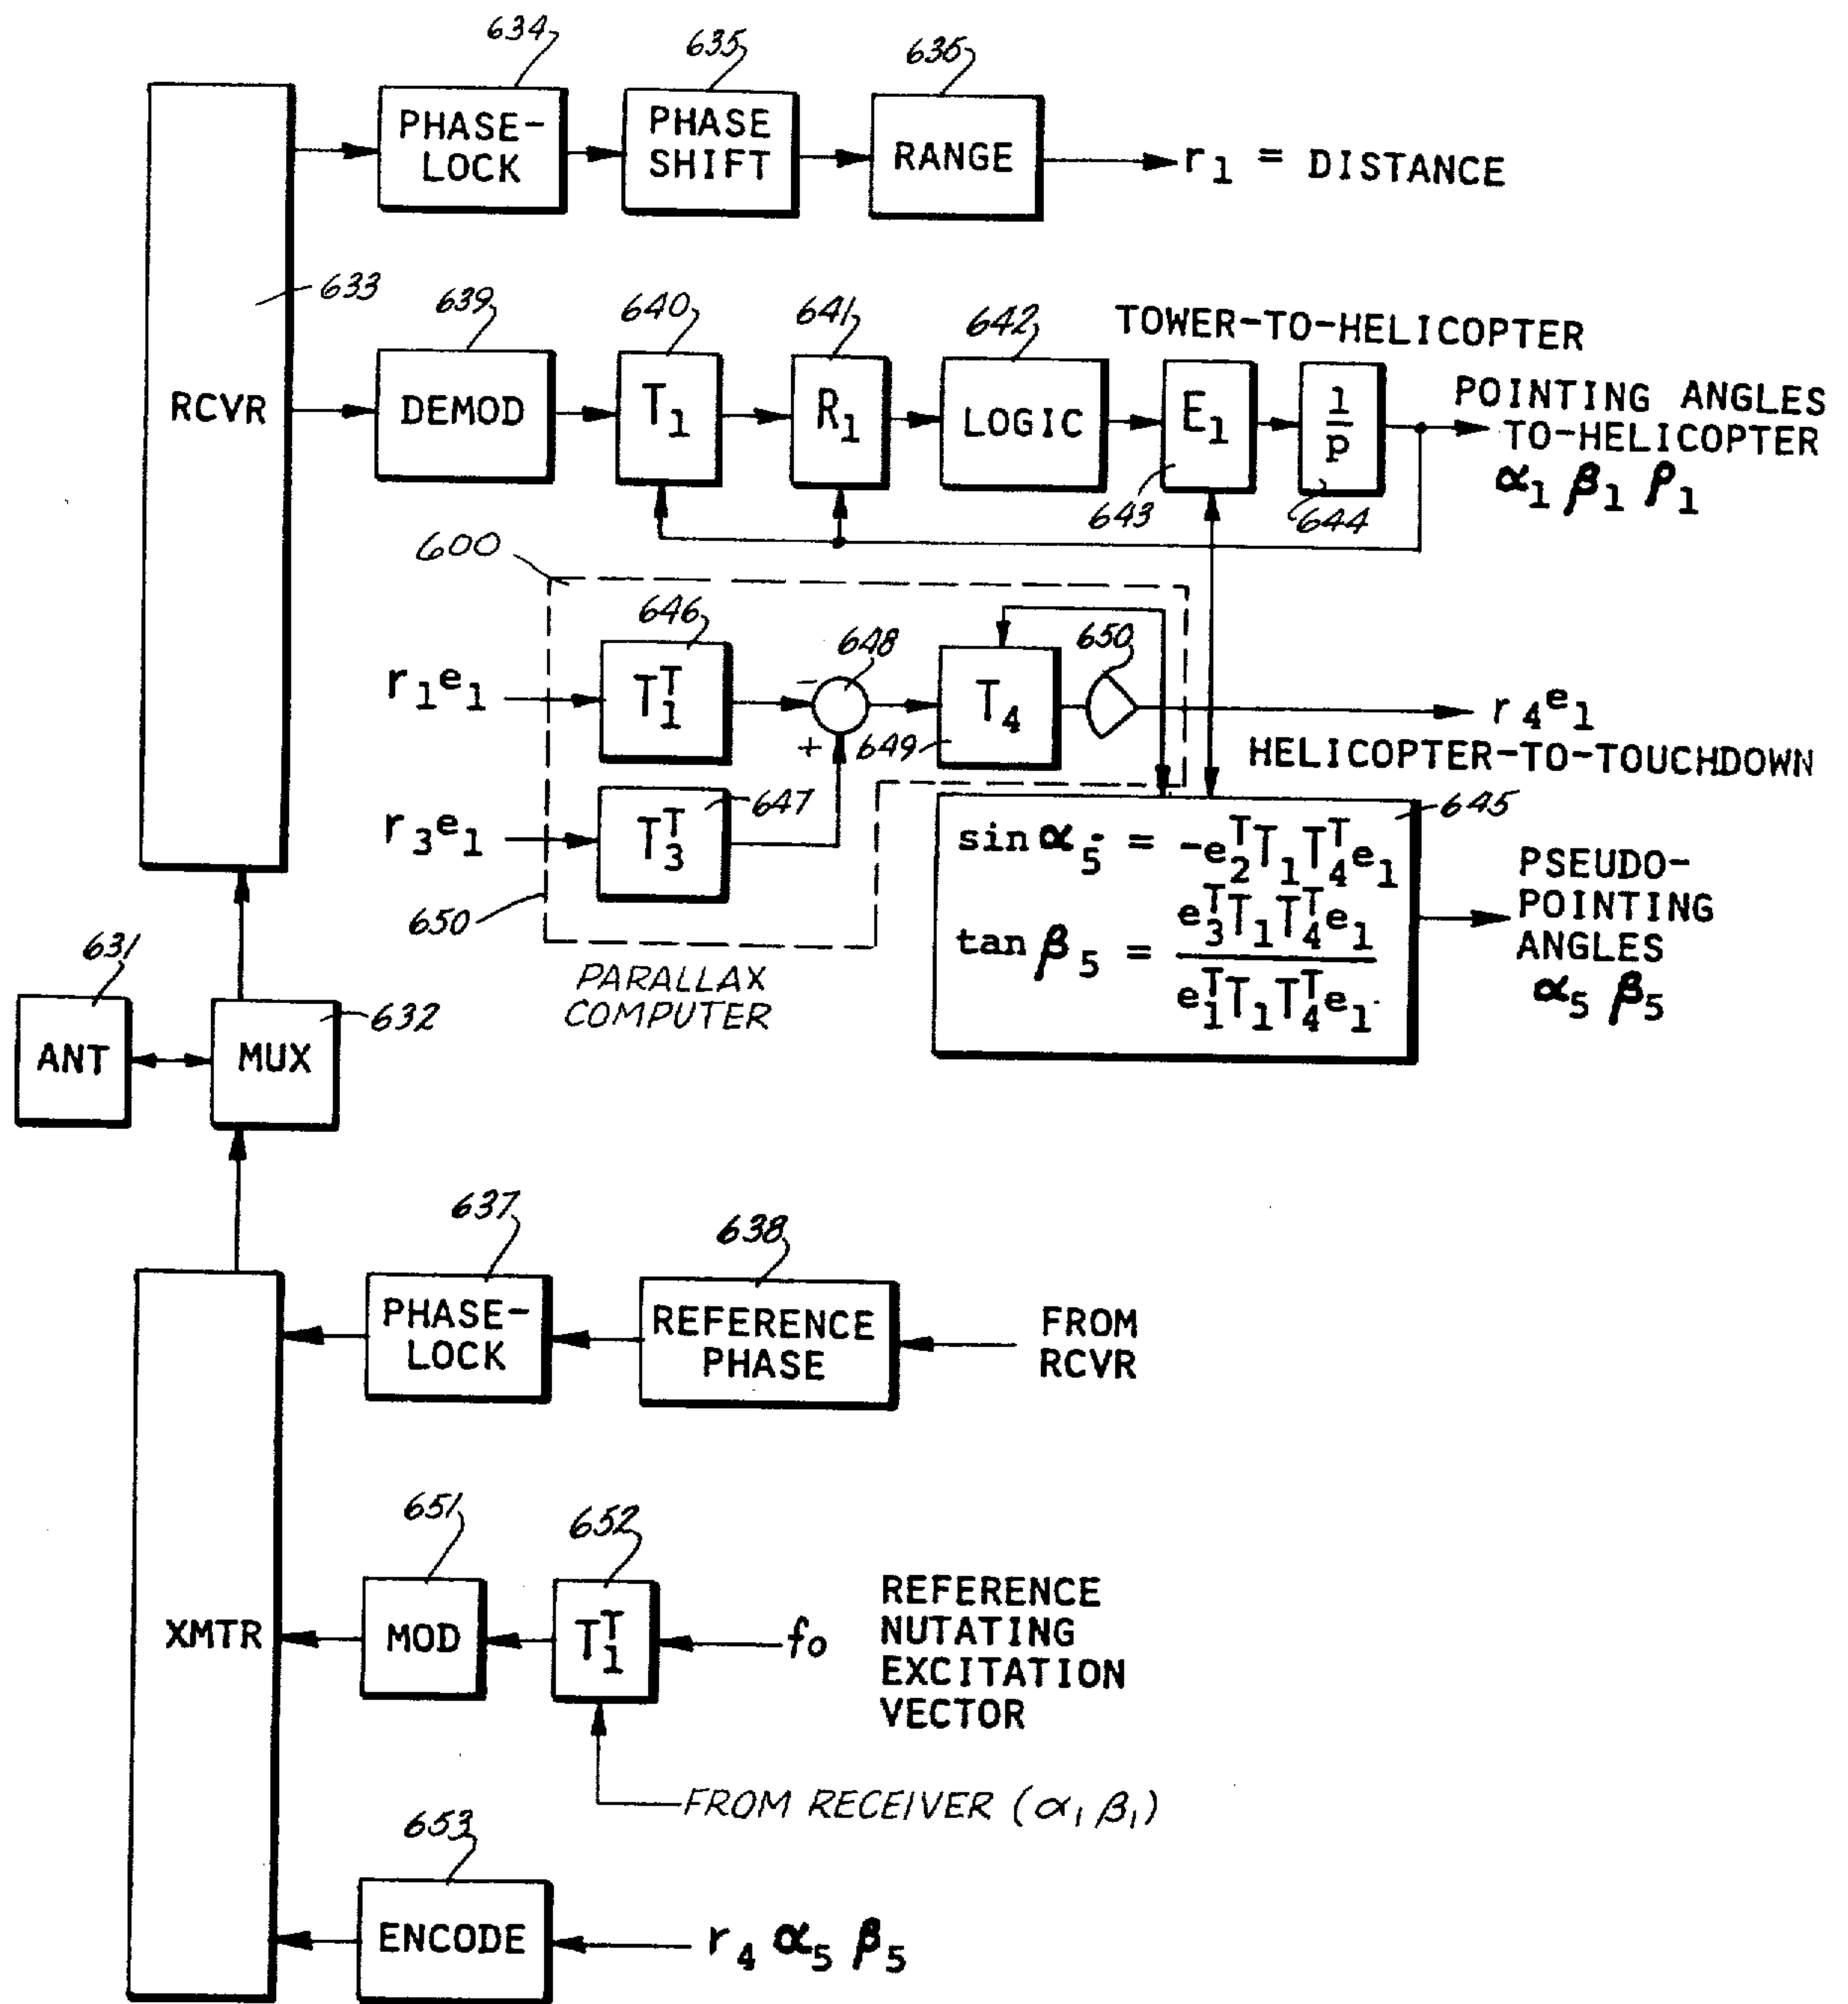 634
635
636
PHASE-
LOCK
PHASE
SHIFT
RANGE
r₁ = DISTANCE
633
RCVR
639
640
641
642
TOWER-TO-HELICOPTER
DEMOD
T₁
R₁
LOGIC
E₁
1/p
POINTING ANGLES
TO-HELICOPTER
α₁ β₁ ρ₁
643
644
600
646
648
650
r₁e₁
T₁ᵀ
−
+
T₄
649
r₄e₁
HELICOPTER-TO-TOUCHDOWN
r₃e₁
T₃ᵀ
647
650
PARALLAX
COMPUTER
645
sin α₅ = -e₂ᵀT₁T₄ᵀe₁
tan β₅ = e₃ᵀT₁T₄ᵀe₁ / e₁ᵀT₁T₄ᵀe₁
PSEUDO-
POINTING
ANGLES
α₅ β₅
631
632
ANT
MUX
637
638
PHASE-
LOCK
REFERENCE
PHASE
FROM
RCVR
651
652
XMTR
MOD
T₁ᵀ
fo
REFERENCE
NUTATING
EXCITATION
VECTOR
FROM RECEIVER (α₁ β₁)
653
ENCODE
r₄ α₅ β₅